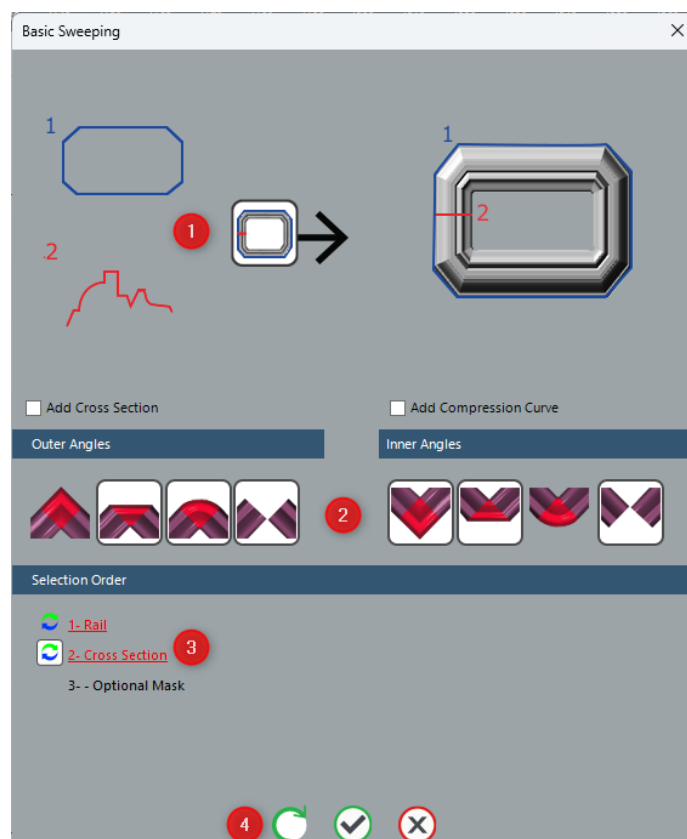 Basic Sweeping
1
1
2
1
2
Add Cross Section
Add Compression Curve
Outer Angles
Inner Angles
2
Selection Order
1- Rail
2- Cross Section
3
3- - Optional Mask
4